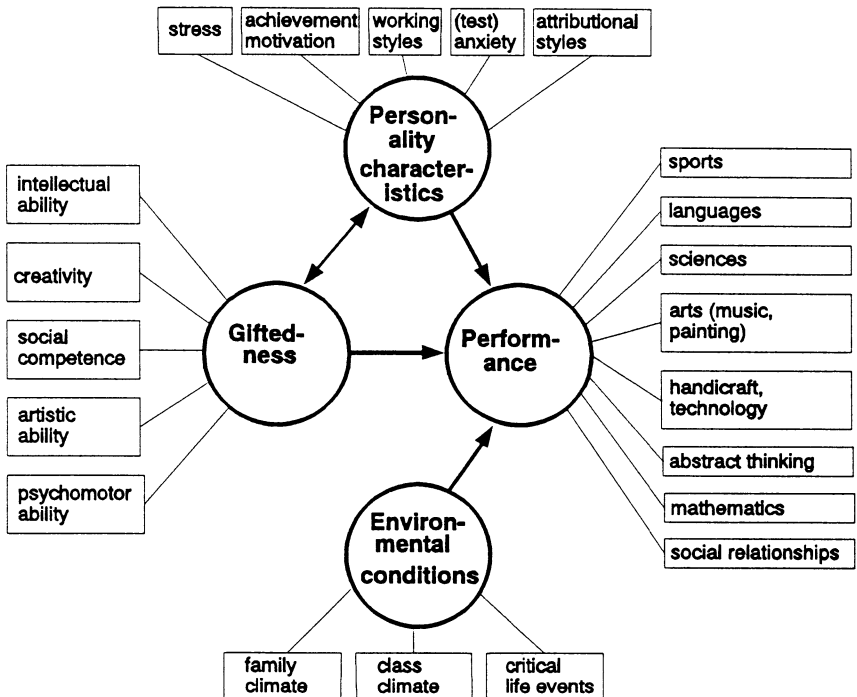 stress
achievement
motivation
working
styles
(test)
anxiety
attributional
styles
Person-
ality
character-
istics
intellectual
ability
creativity
social
competence
artistic
ability
psychomotor
ability
Gifted-
ness
Perform-
ance
sports
languages
sciences
arts (music,
painting)
handicraft,
technology
abstract thinking
mathematics
social relationships
Environ-
mental
conditions
family
climate
class
climate
critical
life events